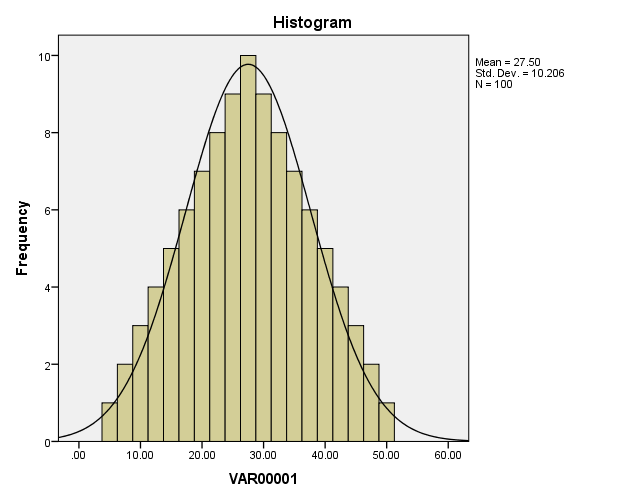 Histogram
Mean = 27.50
Std. Dev. = 10.206
N = 100
Frequency
10
8
6
4
2
0
.00 10.00 20.00 30.00 40.00 50.00 60.00
VAR00001